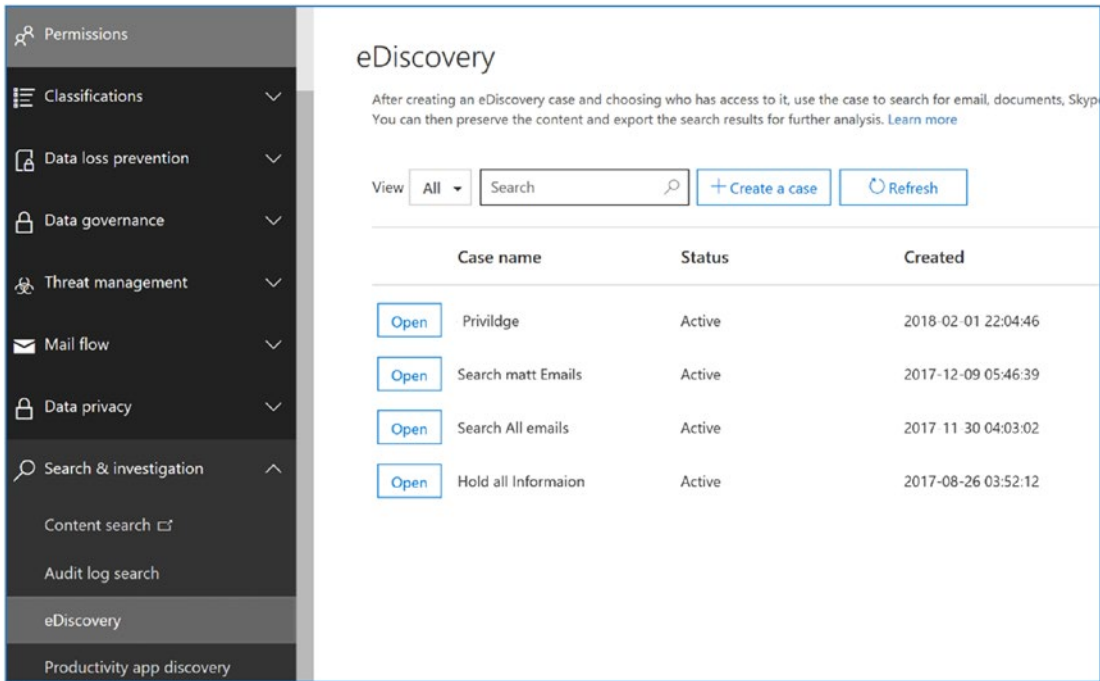 Permissions
Classifications
Data loss prevention
Data governance
Threat management
Mail flow
Data privacy
Search & investigation
Content search
Audit log search
eDiscovery
Productivity app discovery
eDiscovery
After creating an eDiscovery case and choosing who has access to it, use the case to search for email, documents, Skype
You can then preserve the content and export the search results for further analysis. Learn more
View All Search + Create a case Refresh
Case name Status Created
Open Privildge Active 2018-02-01 22:04:46
Open Search matt Emails Active 2017-12-09 05:46:39
Open Search All emails Active 2017-11-30 04:03:02
Open Hold all Informaion Active 2017-08-26 03:52:12